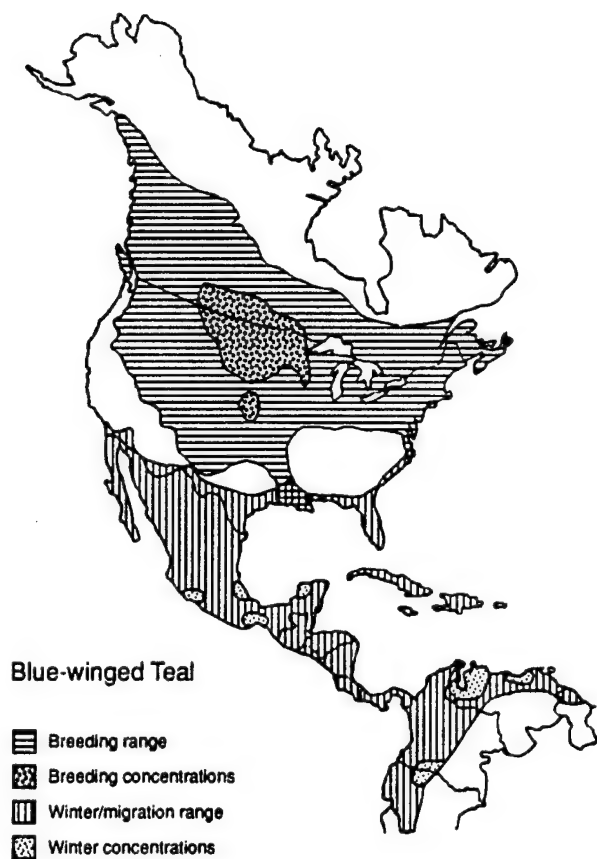 Blue-winged Teal
Breeding range
Breeding concentrations
Winter/migration range
Winter concentrations